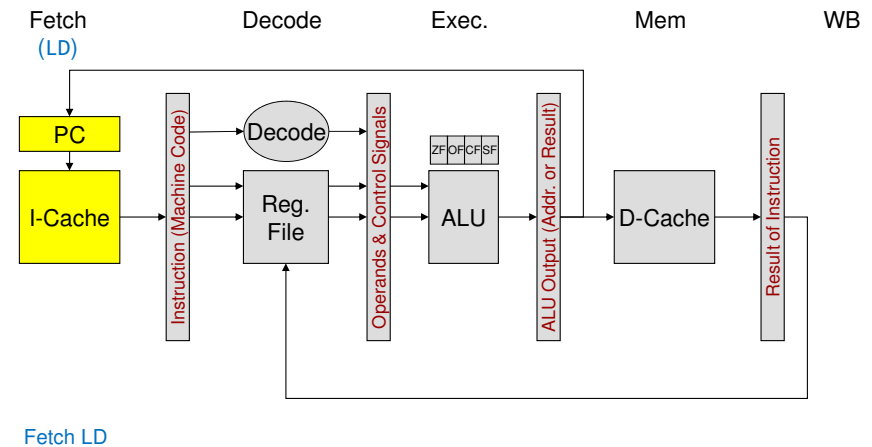 Fetch
(LD)
Decode
Exec.
Mem
WB
PC
I-Cache
Instruction (Machine Code)
Decode
Reg.
File
Operands & Control Signals
ZF OF CF SF
ALU
ALU Output (Addr. or Result)
D-Cache
Result of Instruction
Fetch LD